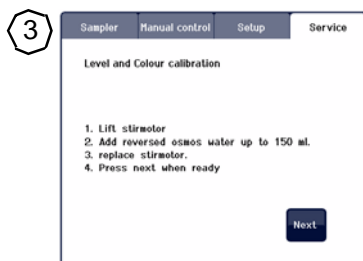 3
Sampler Manual control Setup Service
Level and Colour calibration
1. Lift stirmotor
2. Add reversed osmos water up to 150 ml.
3. replace stirmotor.
4. Press next when ready
Next